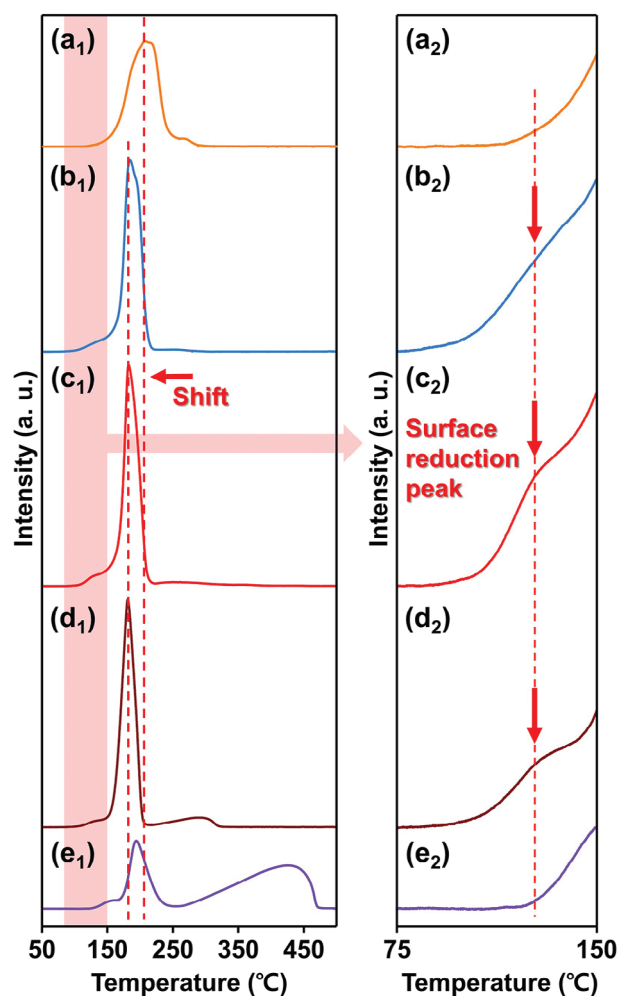 (a1)
(b1)
(c1)
Shift
(d1)
(e1)
Intensity (a. u.)
50 150 250 350 450
Temperature (℃)
(a2)
(b2)
(c2)
Surface
reduction
peak
(d2)
(e2)
Intensity (a. u.)
75 150
Temperature (℃)